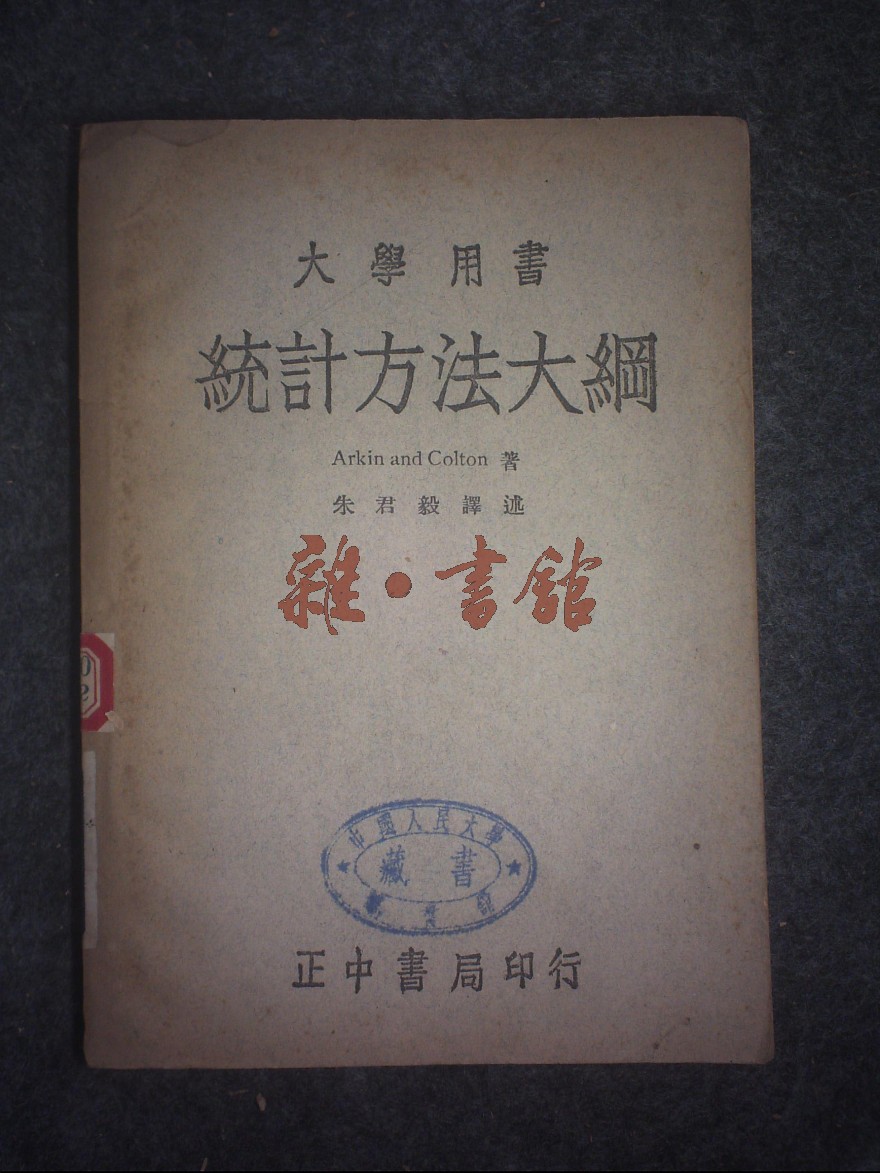 大學用書
統計方法大綱
Arkin and Colton 著
朱君毅譯述
雜·書館
中國人民大學
藏書
正中書局印行